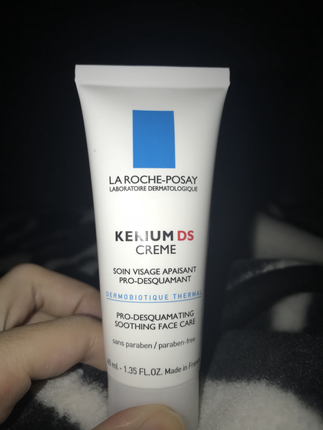 LA ROCHE-POSAY
LABORATOIRE DERMATOLOGIQUE
KERIUM DS
CREME
SOIN VISAGE APAISANT
PRO-DESQUAMANT
DERMOBIOTIQUE THERMAL
PRO-DESQUAMATING
SOOTHING FACE CARE
sans paraben / paraben-free
ml - 1.35 FL.OZ. Made in